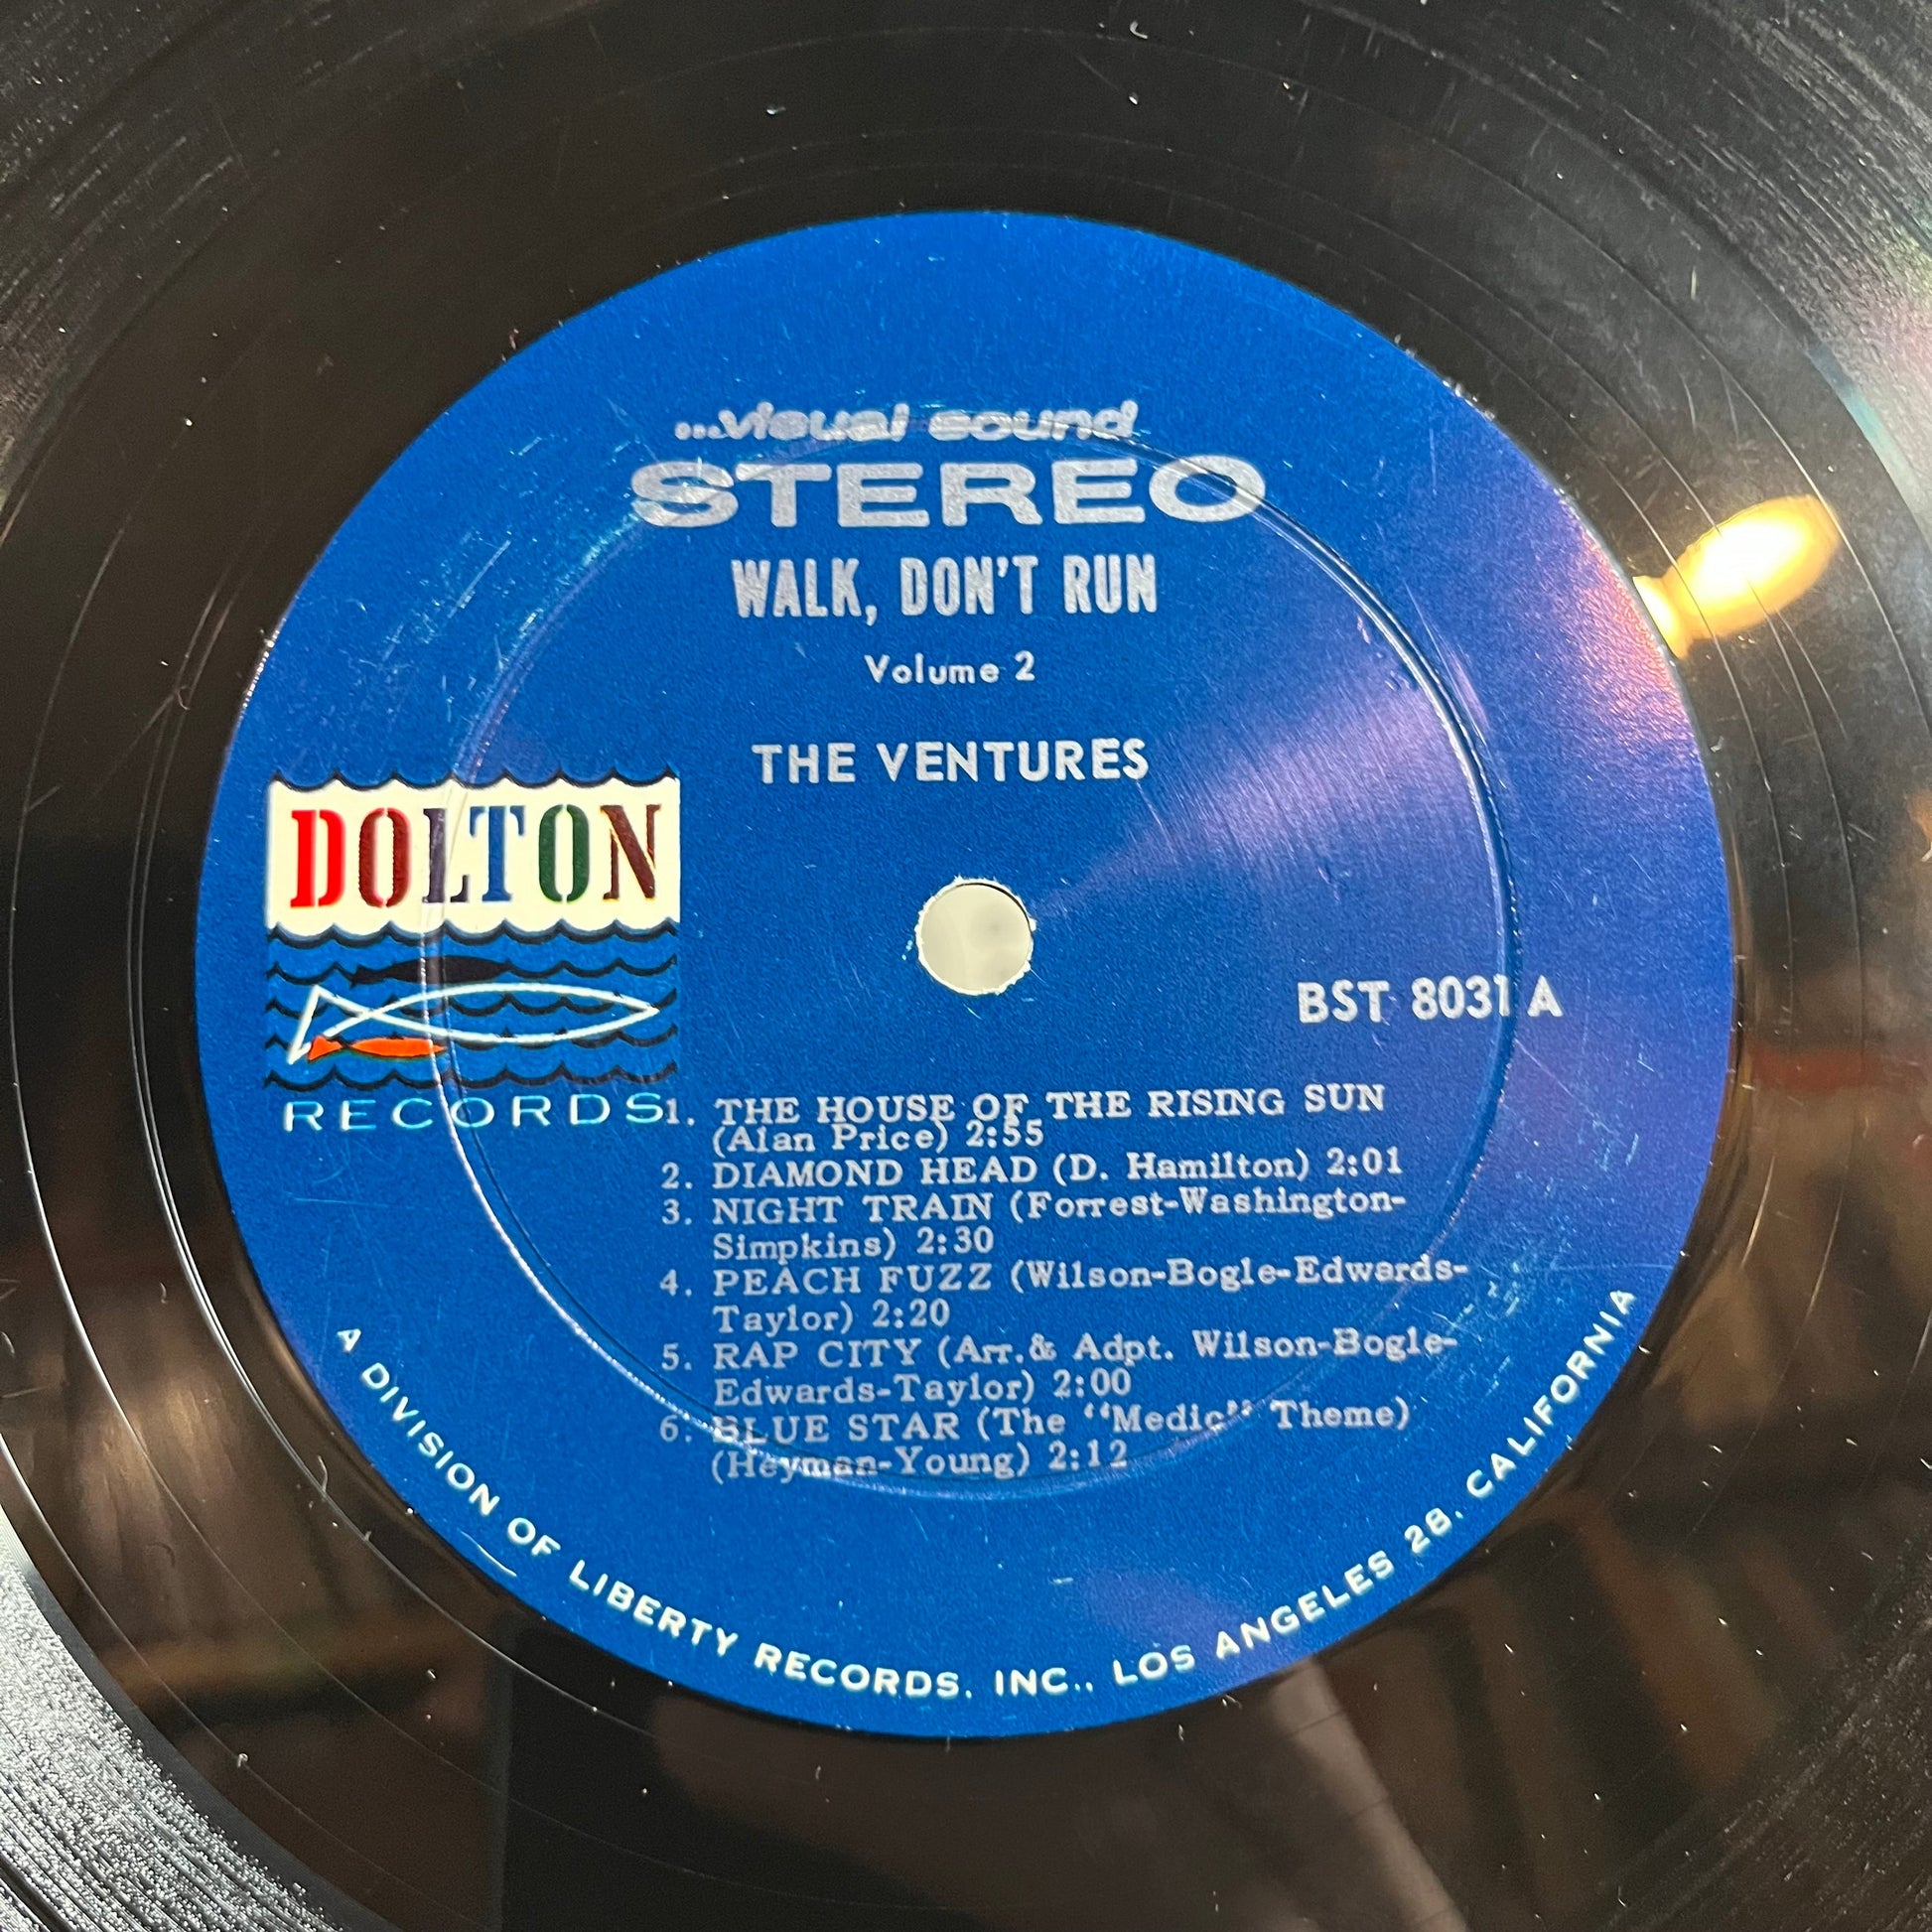 ...visual sound
STEREO
WALK, DON'T RUN
Volume 2
THE VENTURES
DOLTON
RECORDS
BST 8031 A
1. THE HOUSE OF THE RISING SUN
(Alan Price) 2:55
2. DIAMOND HEAD (D. Hamilton) 2:01
3. NIGHT TRAIN (Forrest-Washington-
Simpkins) 2:30
4. PEACH FUZZ (Wilson-Bogle-Edwards-
Taylor) 2:20
5. RAP CITY (Arr.& Adpt. Wilson-Bogle-
Edwards-Taylor) 2:00
6. BLUE STAR (The "Medic" Theme)
(Heyman-Young) 2:12
A DIVISION OF LIBERTY RECORDS, INC., LOS ANGELES 28, CALIFORNIA